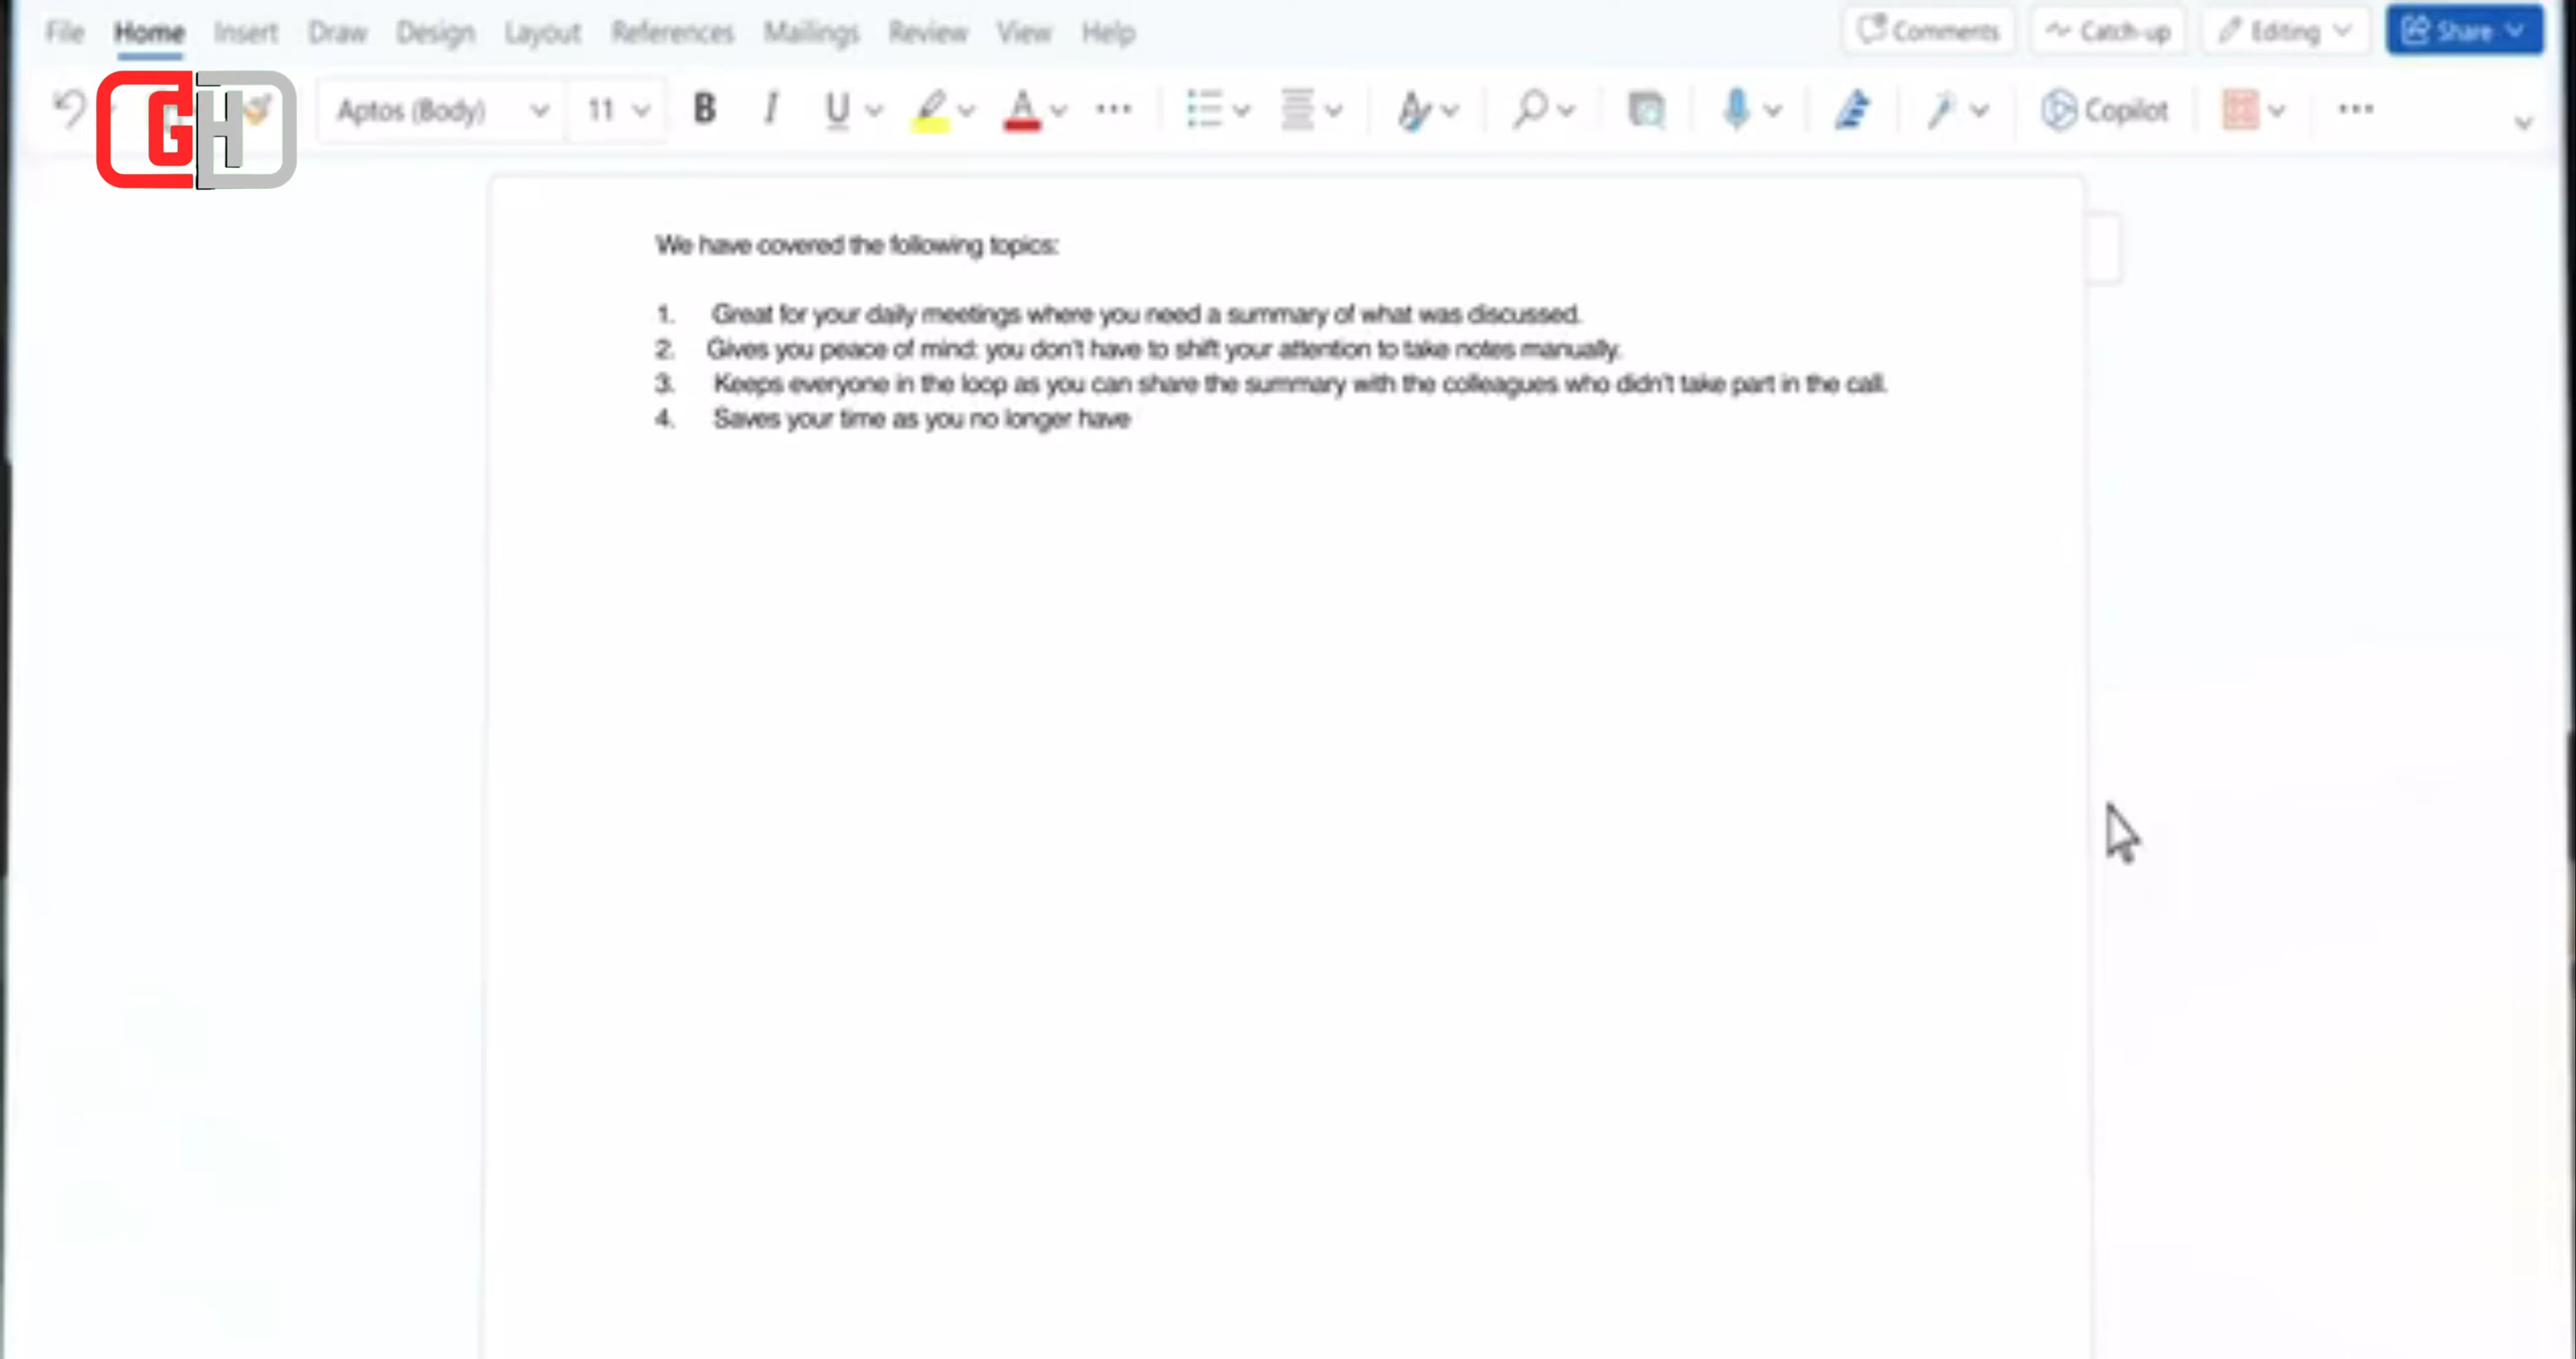 File Home Insert Draw Design Layout References Mailings Review View Help Comments Catch-up Editing Share
GH
Aptos (Body) 11 B I U A Copilot
We have covered the following topics:
1. Great for your daily meetings where you need a summary of what was discussed.
2. Gives you peace of mind: you don't have to shift your attention to take notes manually.
3. Keeps everyone in the loop as you can share the summary with the colleagues who didn't take part in the call.
4. Saves your time as you no longer have